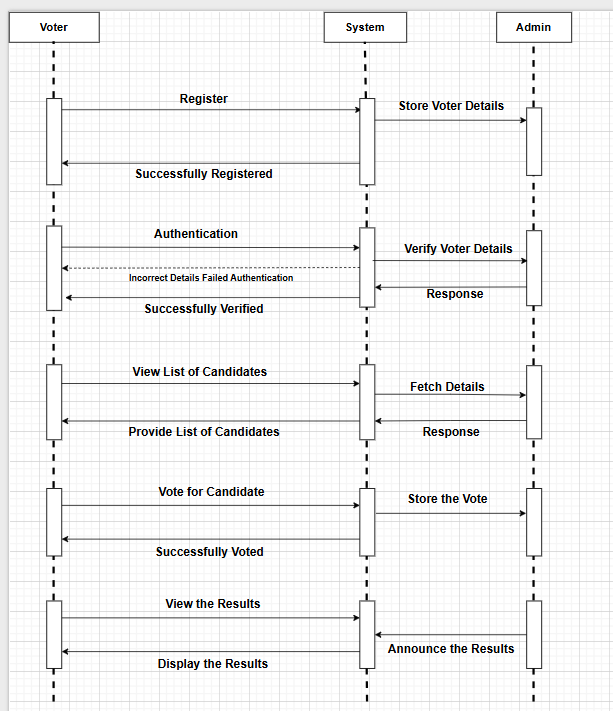 Voter
System
Admin
Register
Store Voter Details
Successfully Registered
Authentication
Verify Voter Details
Incorrect Details Failed Authentication
Response
Successfully Verified
View List of Candidates
Fetch Details
Provide List of Candidates
Response
Vote for Candidate
Store the Vote
Successfully Voted
View the Results
Announce the Results
Display the Results